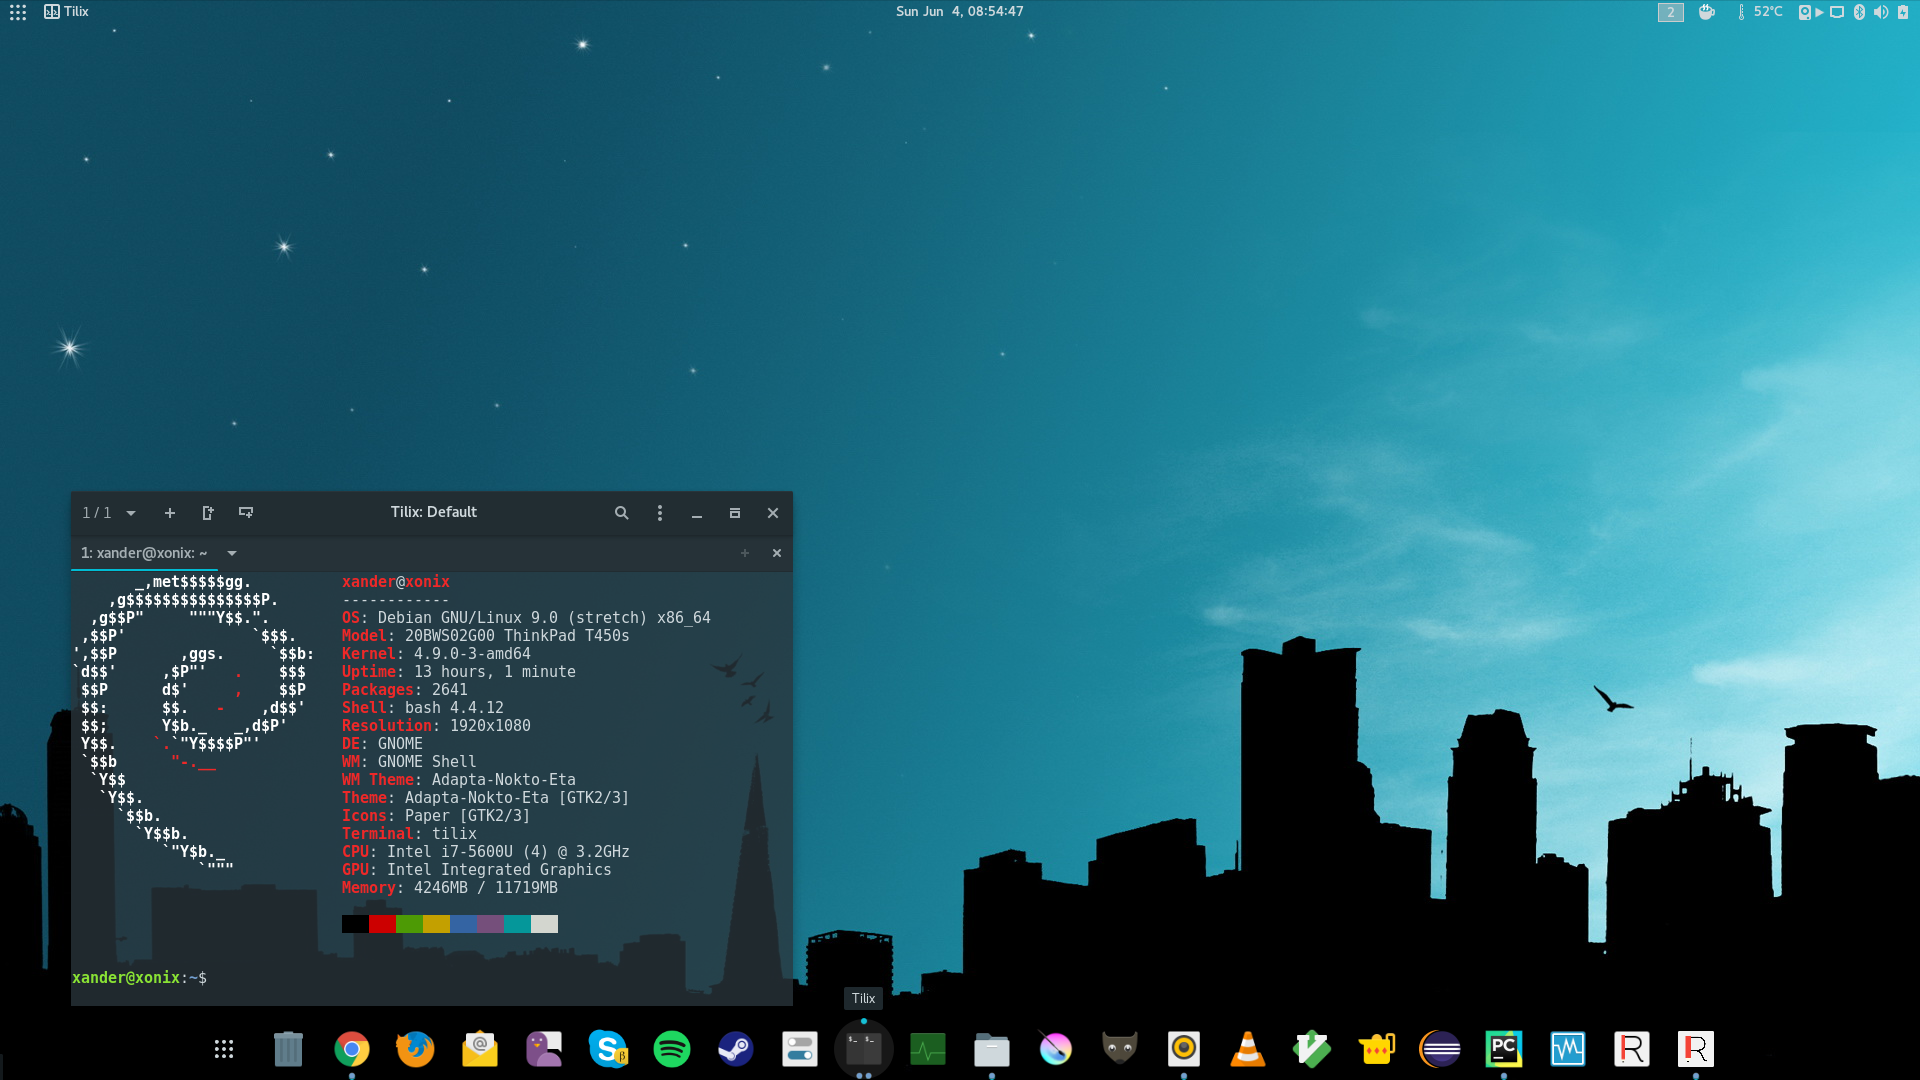 Tilix
Sun Jun  4, 08:54:47
2
52°C
1 / 1
Tilix: Default
1: xander@xonix: ~
         _,met$$$$$gg.          xander@xonix
    ,g$$$$$$$$$$$$$$$P.         ------------
  ,g$$P"     """Y$$.".          OS: Debian GNU/Linux 9.0 (stretch) x86_64
 ,$$P'              `$$$.       Model: 20BWS02G00 ThinkPad T450s
',$$P       ,ggs.     `$$b:     Kernel: 4.9.0-3-amd64
`d$$'     ,$P"'   .    $$$      Uptime: 13 hours, 1 minute
 $$P      d$'     ,    $$P      Packages: 2641
 $$:      $$.   -    ,d$$'      Shell: bash 4.4.12
 $$;      Y$b._   _,d$P'        Resolution: 1920x1080
 Y$$.    `.`"Y$$$$P"'           DE: GNOME
 `$$b      "-.__                WM: GNOME Shell
  `Y$$                          WM Theme: Adapta-Nokto-Eta
   `Y$$.                        Theme: Adapta-Nokto-Eta [GTK2/3]
     `$$b.                      Icons: Paper [GTK2/3]
       `Y$$b.                   Terminal: tilix
          `"Y$b._               CPU: Intel i7-5600U (4) @ 3.2GHz
              `"""              GPU: Intel Integrated Graphics
                                Memory: 4246MB / 11719MB
xander@xonix:~$
Tilix
@
S β
$_ $_
V
PC
R
R